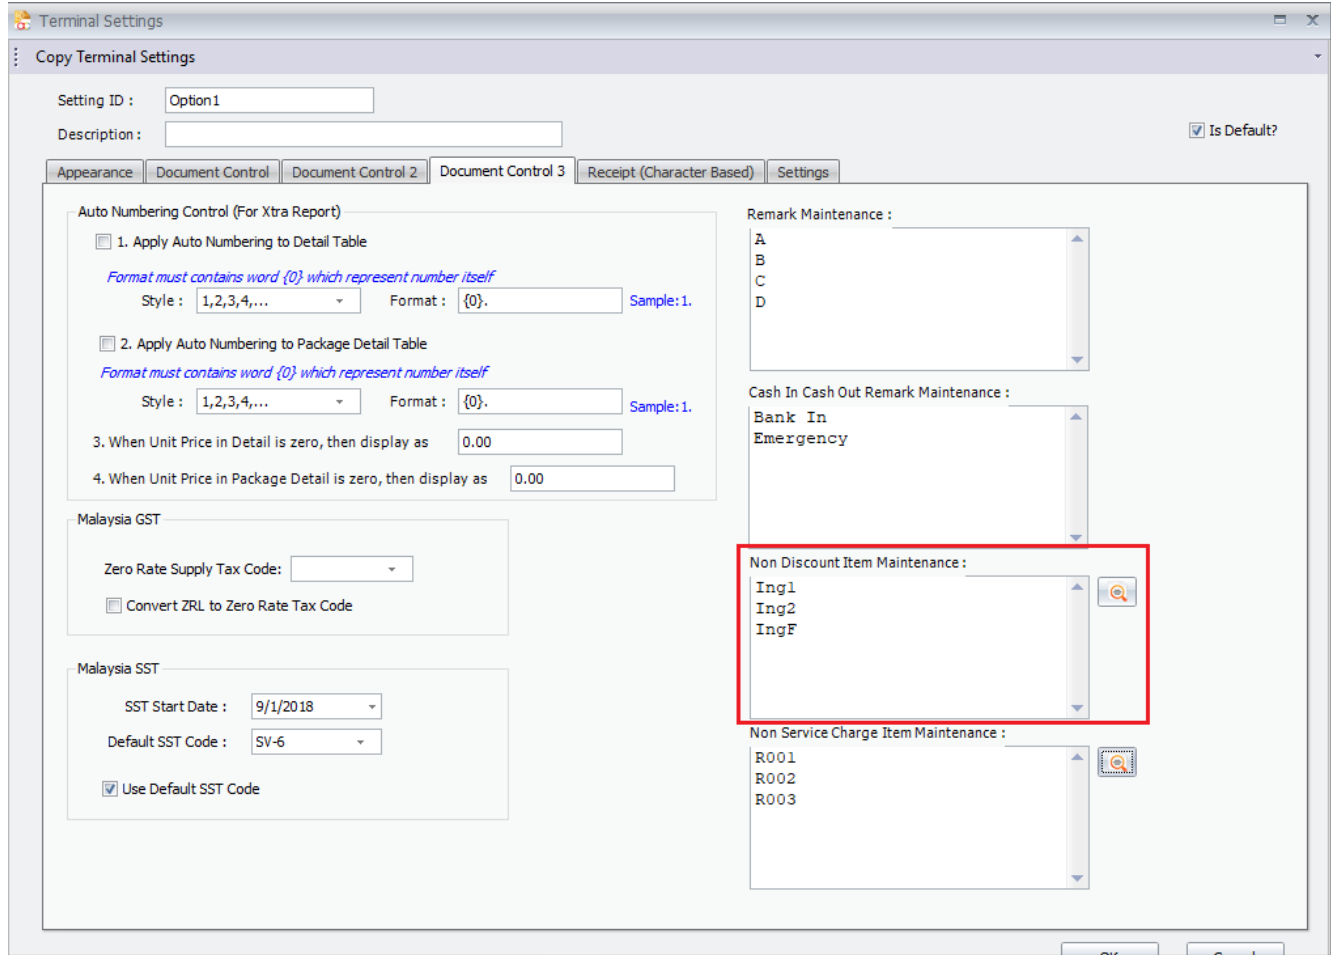 Terminal Settings
Copy Terminal Settings
Setting ID :
Option1
Description :
Is Default?
Appearance
Document Control
Document Control 2
Document Control 3
Receipt (Character Based)
Settings
Auto Numbering Control (For Xtra Report)
1. Apply Auto Numbering to Detail Table
Format must contains word {0} which represent number itself
Style : 1,2,3,4,... Format : {0}. Sample:1.
2. Apply Auto Numbering to Package Detail Table
Format must contains word {0} which represent number itself
Style : 1,2,3,4,... Format : {0}. Sample:1.
3. When Unit Price in Detail is zero, then display as 0.00
4. When Unit Price in Package Detail is zero, then display as 0.00
Malaysia GST
Zero Rate Supply Tax Code:
Convert ZRL to Zero Rate Tax Code
Malaysia SST
SST Start Date : 9/1/2018
Default SST Code : SV-6
Use Default SST Code
Remark Maintenance :
A
B
C
D
Cash In Cash Out Remark Maintenance :
Bank In
Emergency
Non Discount Item Maintenance :
Ing1
Ing2
IngF
Non Service Charge Item Maintenance :
R001
R002
R003